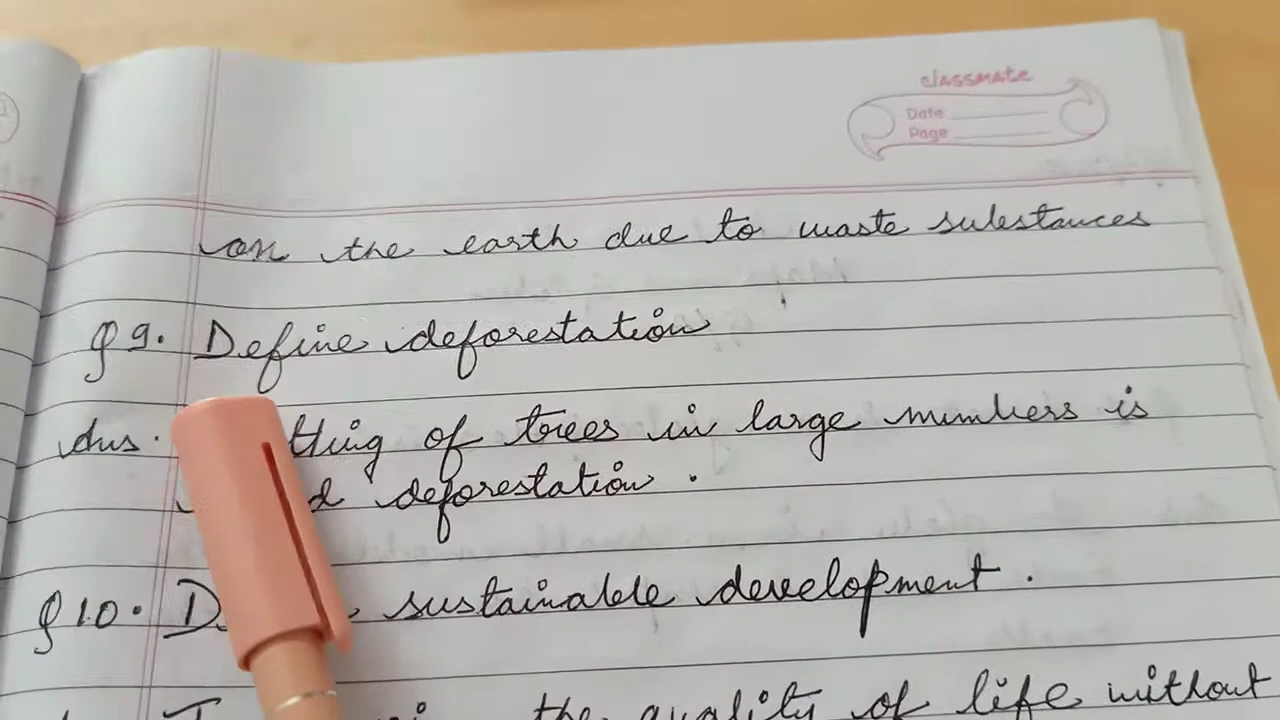 classmate
Date
Page
on the earth due to waste substances
Q9. Define deforestation
Ans. tting of trees in large numbers is
d deforestation.
Q10. D sustainable development.
the quality of life without